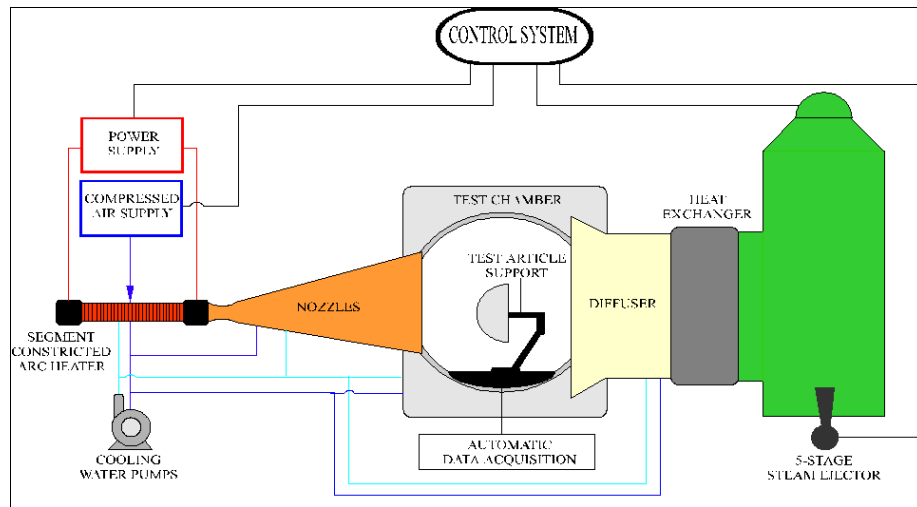 CONTROL SYSTEM
POWER
SUPPLY
COMPRESSED
AIR SUPPLY
TEST CHAMBER
HEAT
EXCHANGER
TEST ARTICLE
SUPPORT
NOZZLES
DIFFUSER
SEGMENT
CONSTRICTED
ARC HEATER
COOLING
WATER PUMPS
AUTOMATIC
DATA ACQUISITION
5-STAGE
STEAM EJECTOR